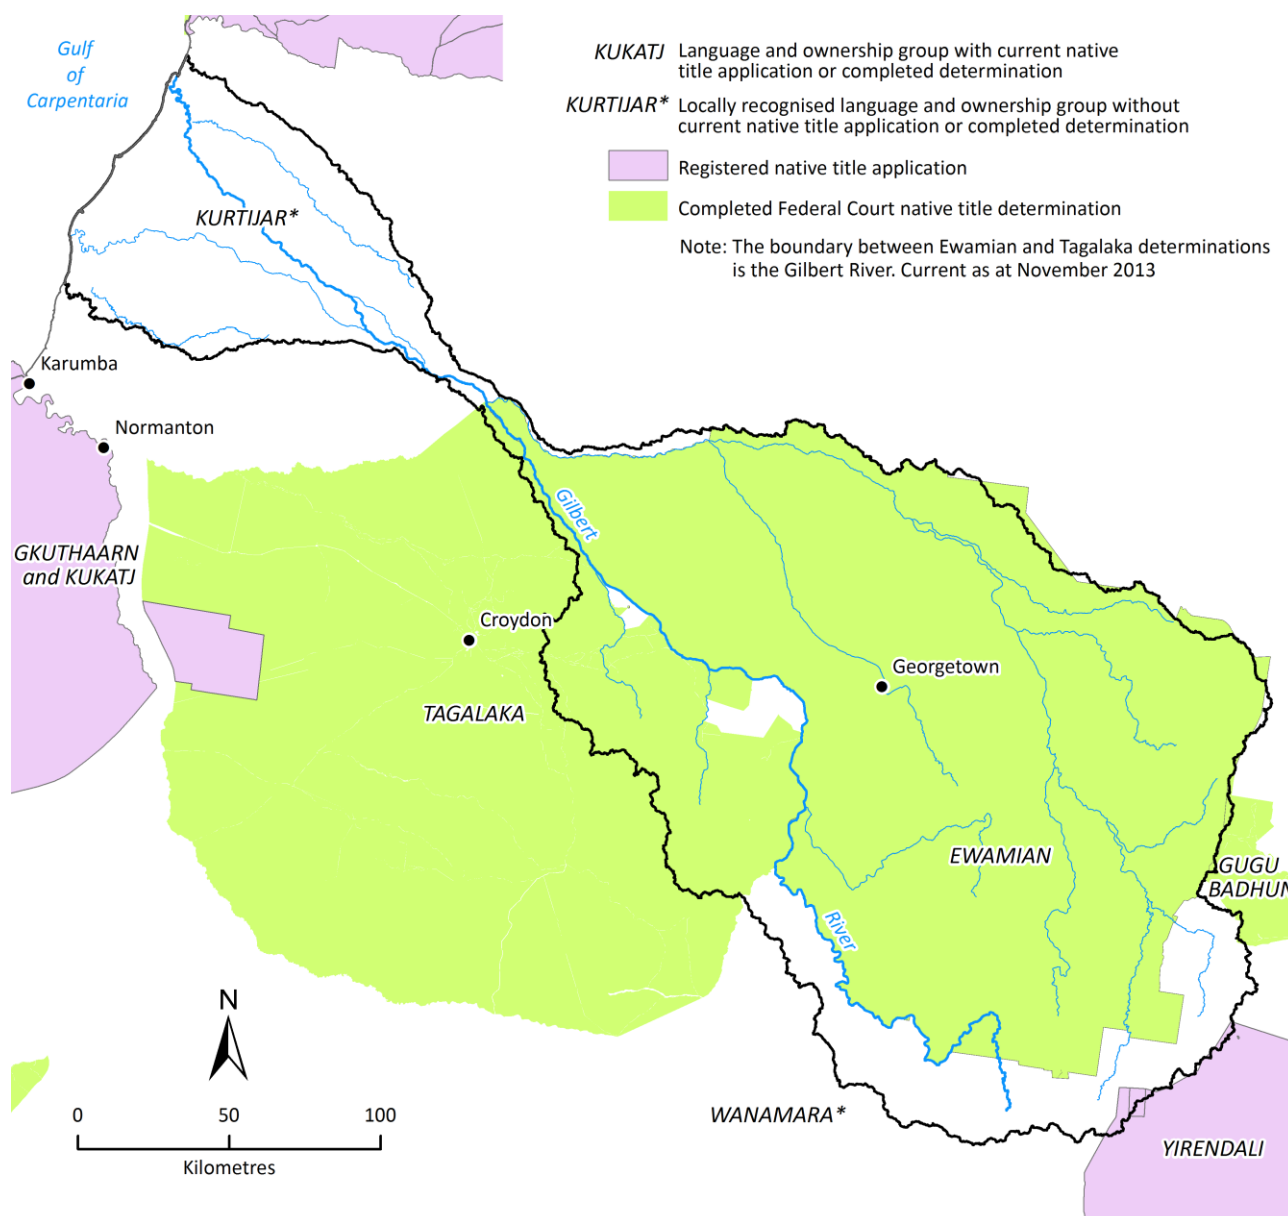 Gulf
of
Carpentaria
KUKATJ Language and ownership group with current native
title application or completed determination
KURTIJAR* Locally recognised language and ownership group without
current native title application or completed determination
Registered native title application
Completed Federal Court native title determination
Note: The boundary between Ewamian and Tagalaka determinations
is the Gilbert River. Current as at November 2013
KURTIJAR*
Karumba
Normanton
Gilbert
GKUTHAARN
and KUKATJ
Croydon
Georgetown
TAGALAKA
EWAMIAN
GUGU
BADHUN
River
N
0 50 100
Kilometres
WANAMARA*
YIRENDALI